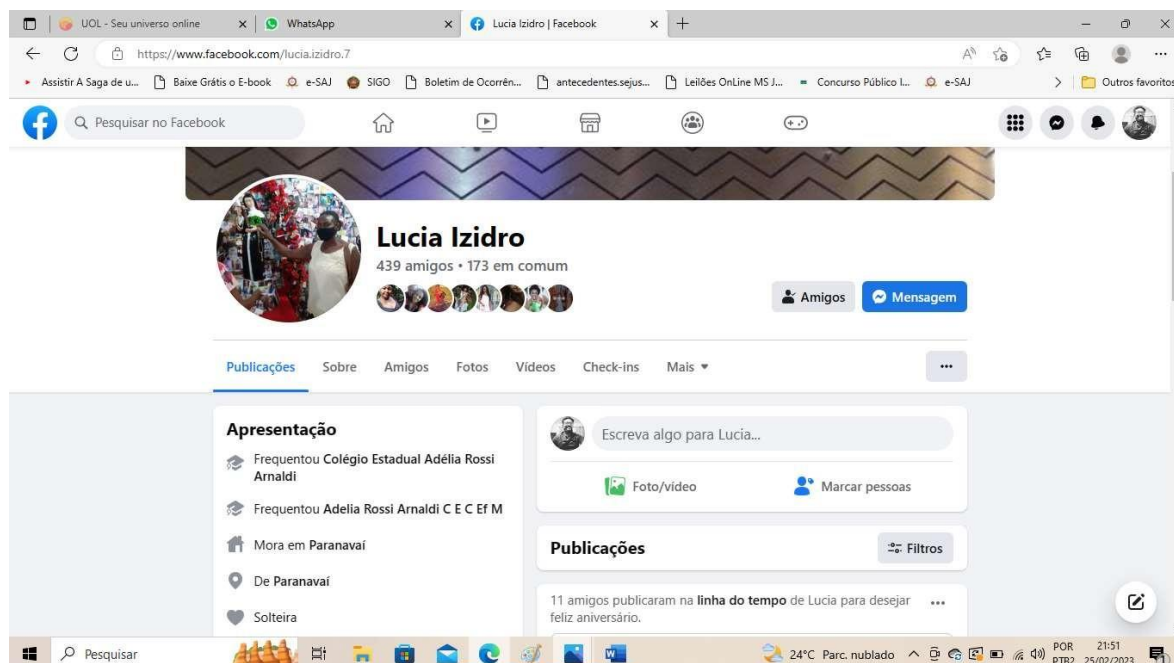 UOL - Seu universo online
WhatsApp
Lucia Izidro | Facebook
https://www.facebook.com/lucia.izidro.7
Assistir A Saga de u...
Baixe Grátis o E-book
e-SAJ
SIGO
Boletim de Ocorrên...
antecedentes.sejus...
Leilões OnLine MS J...
Concurso Público I...
e-SAJ
Outros favoritos
Pesquisar no Facebook
Lucia Izidro
439 amigos • 173 em comum
Amigos
Mensagem
Publicações
Sobre
Amigos
Fotos
Vídeos
Check-ins
Mais
Apresentação
Frequentou Colégio Estadual Adélia Rossi
Arnaldi
Frequentou Adelia Rossi Arnaldi C E C Ef M
Mora em Paranavaí
De Paranavaí
Solteira
Escreva algo para Lucia...
Foto/vídeo
Marcar pessoas
Publicações
Filtros
11 amigos publicaram na linha do tempo de Lucia para desejar
feliz aniversário.
Pesquisar
24°C Parc. nublado
POR
PTB2
21:51
25/02/2023